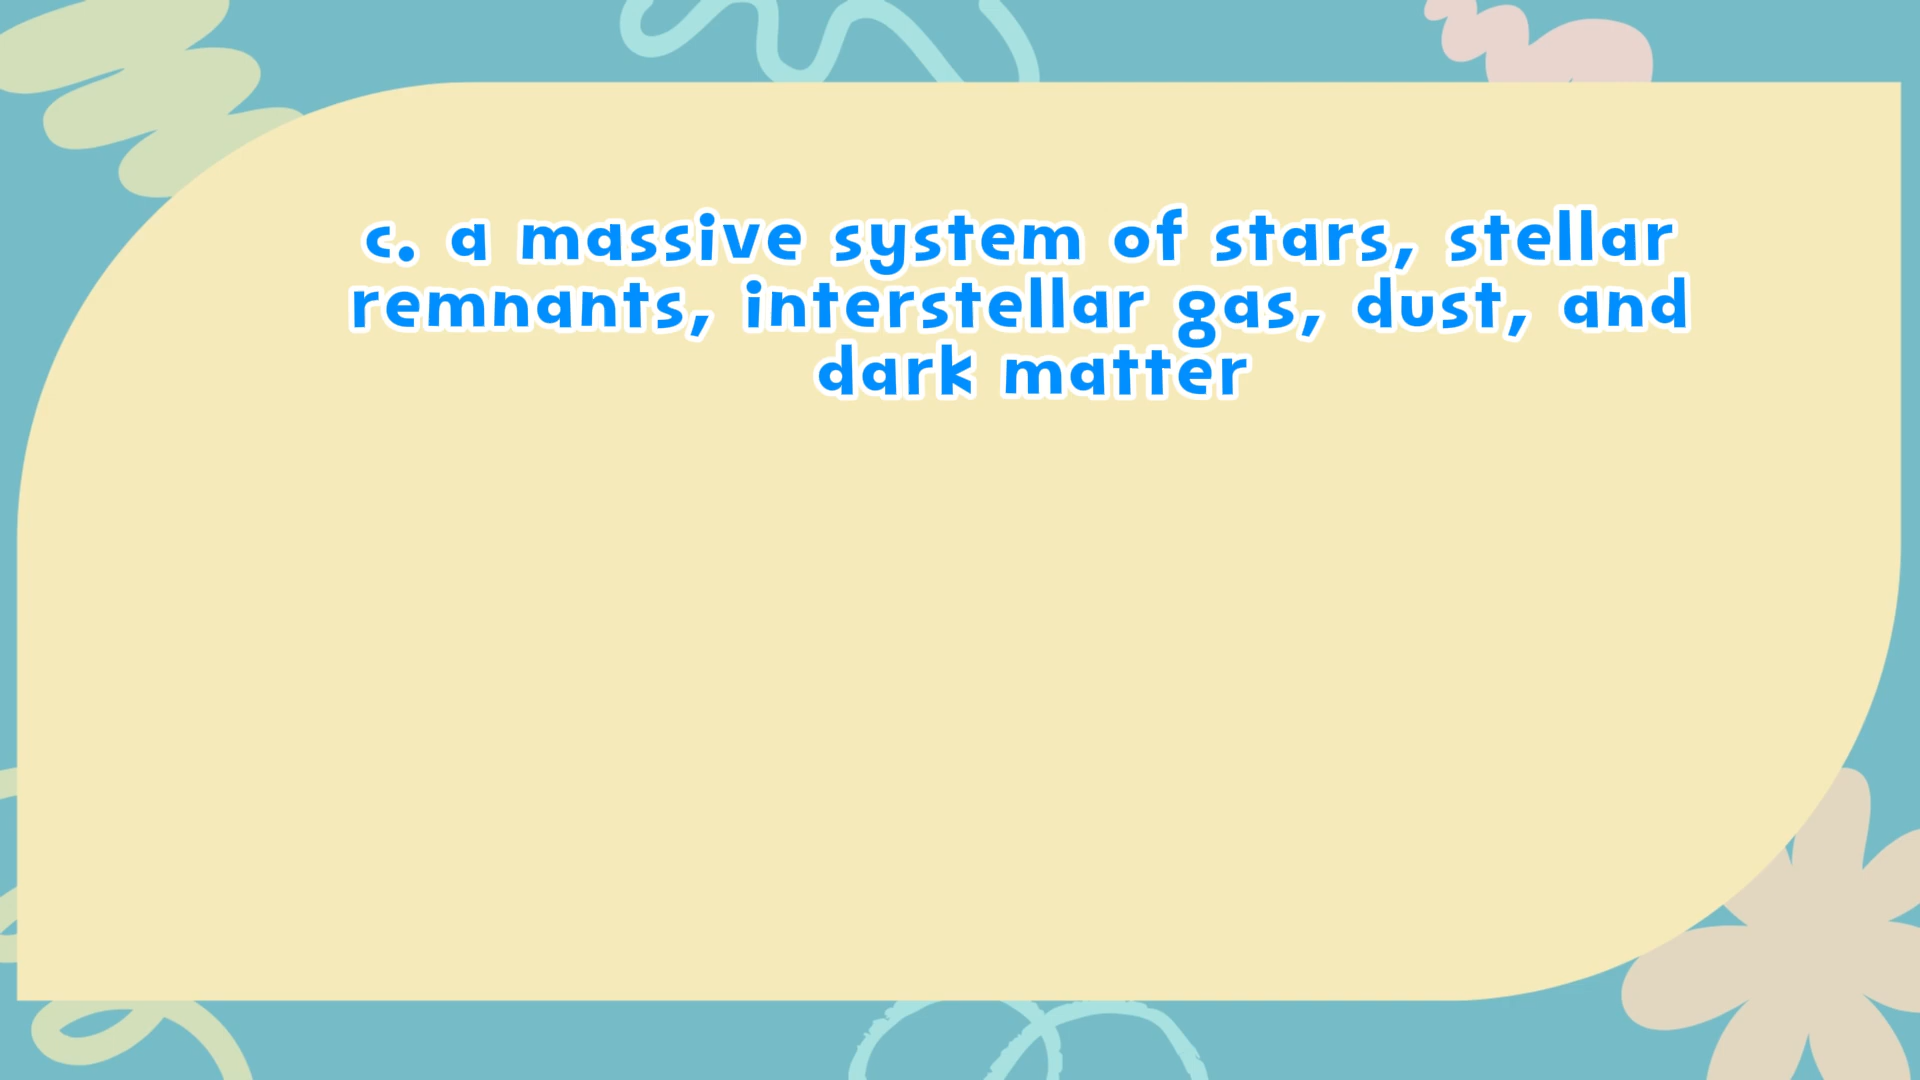 c. a massive system of stars, stellar
remnants, interstellar gas, dust, and
dark matter